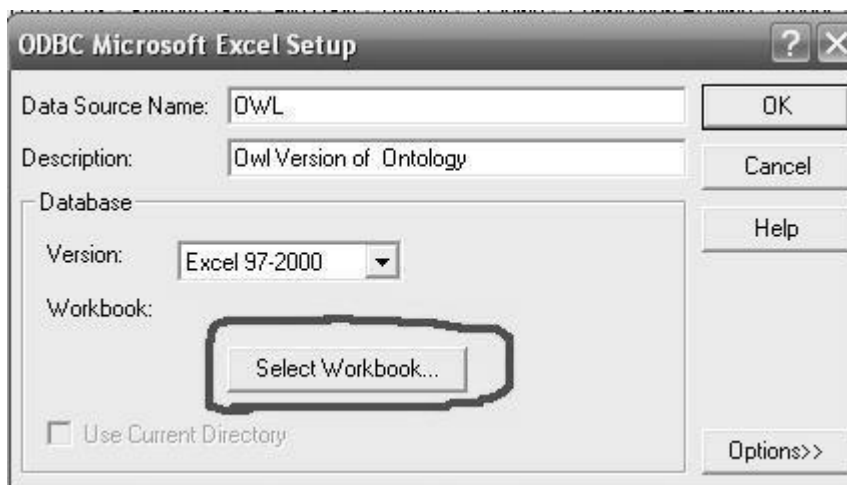 ODBC Microsoft Excel Setup
Data Source Name: OWL
OK
Description: Owl Version of Ontology
Cancel
Database
Help
Version: Excel 97-2000
Workbook:
Select Workbook...
Use Current Directory
Options>>